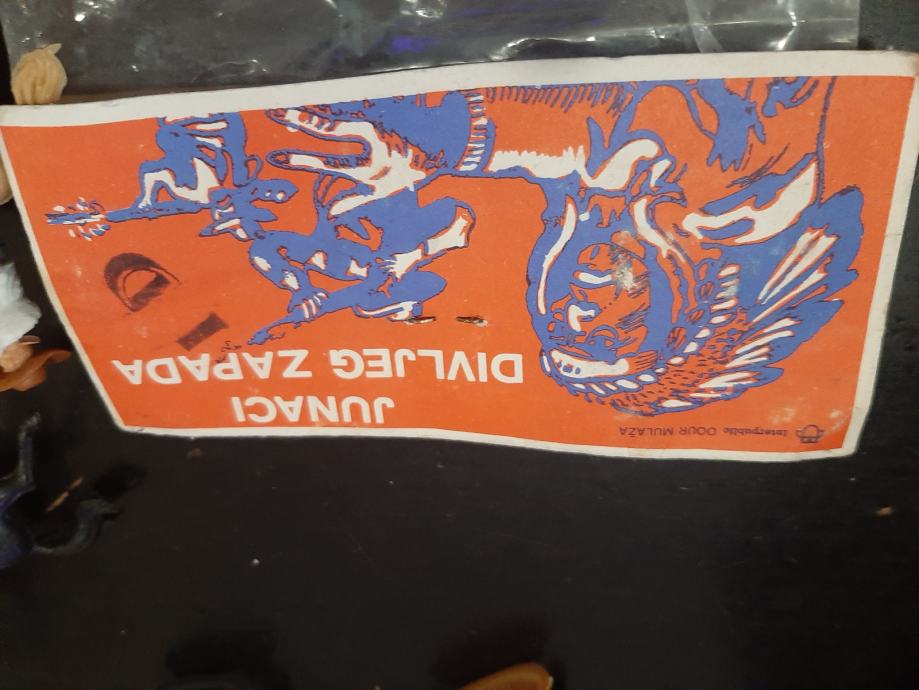 JUNACI
DIVLJEG ZAPADA
Interpublic OOUR MULAŽA